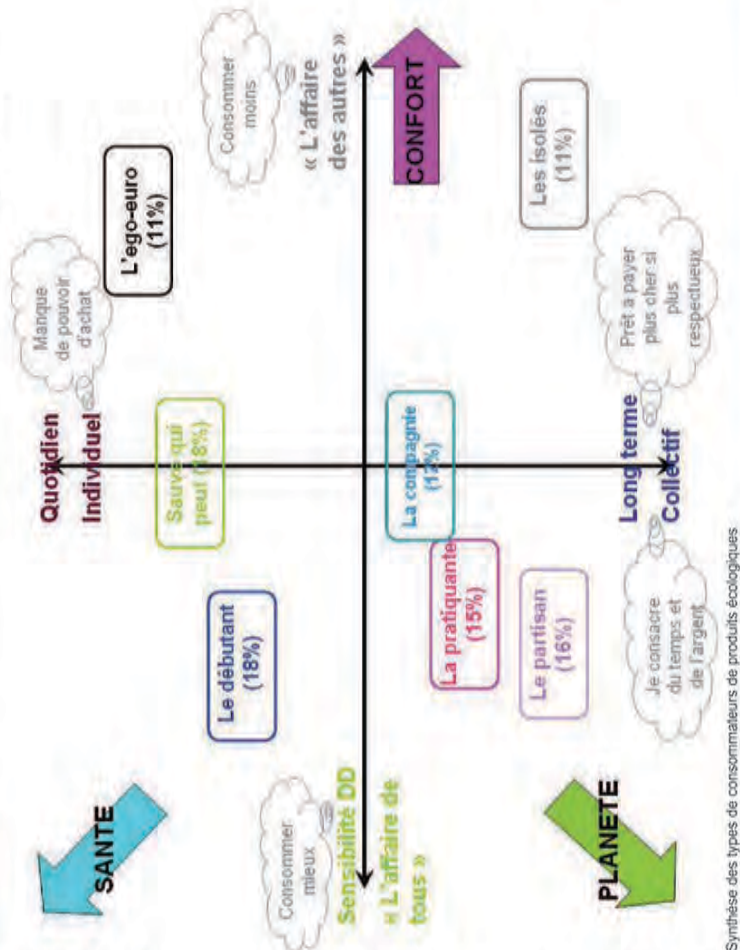 SANTE
Consommer
mieux
Sensibilité DD
« L'affaire de
tous »
PLANETE
Quotidien
Individuel
Manque
de pouvoir
d'achat
L'ego-euro
(11%)
Sauve qui
peut (18%)
Le débutant
(18%)
Consommer
moins
« L'affaire
des autres »
CONFORT
La compagnie
La pratiquante
(15%)
Le partisan
(16%)
Les isolés
(11%)
Je consacre
du temps et
de l'argent
Long terme
Collectif
Prêt à payer
plus cher si
plus
respectueux
Synthèse des types de consommateurs de produits écologiques